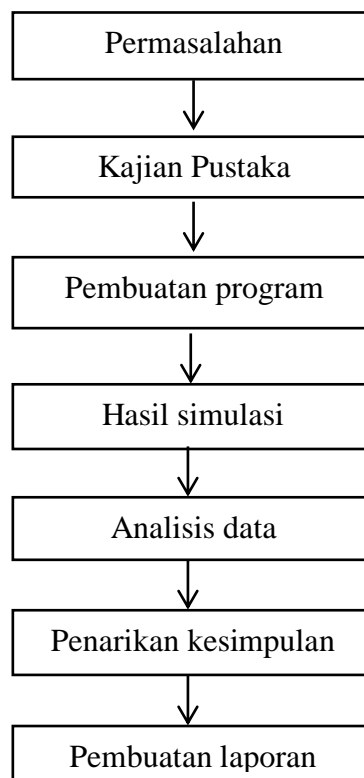 Permasalahan
Kajian Pustaka
Pembuatan program
Hasil simulasi
Analisis data
Penarikan kesimpulan
Pembuatan laporan